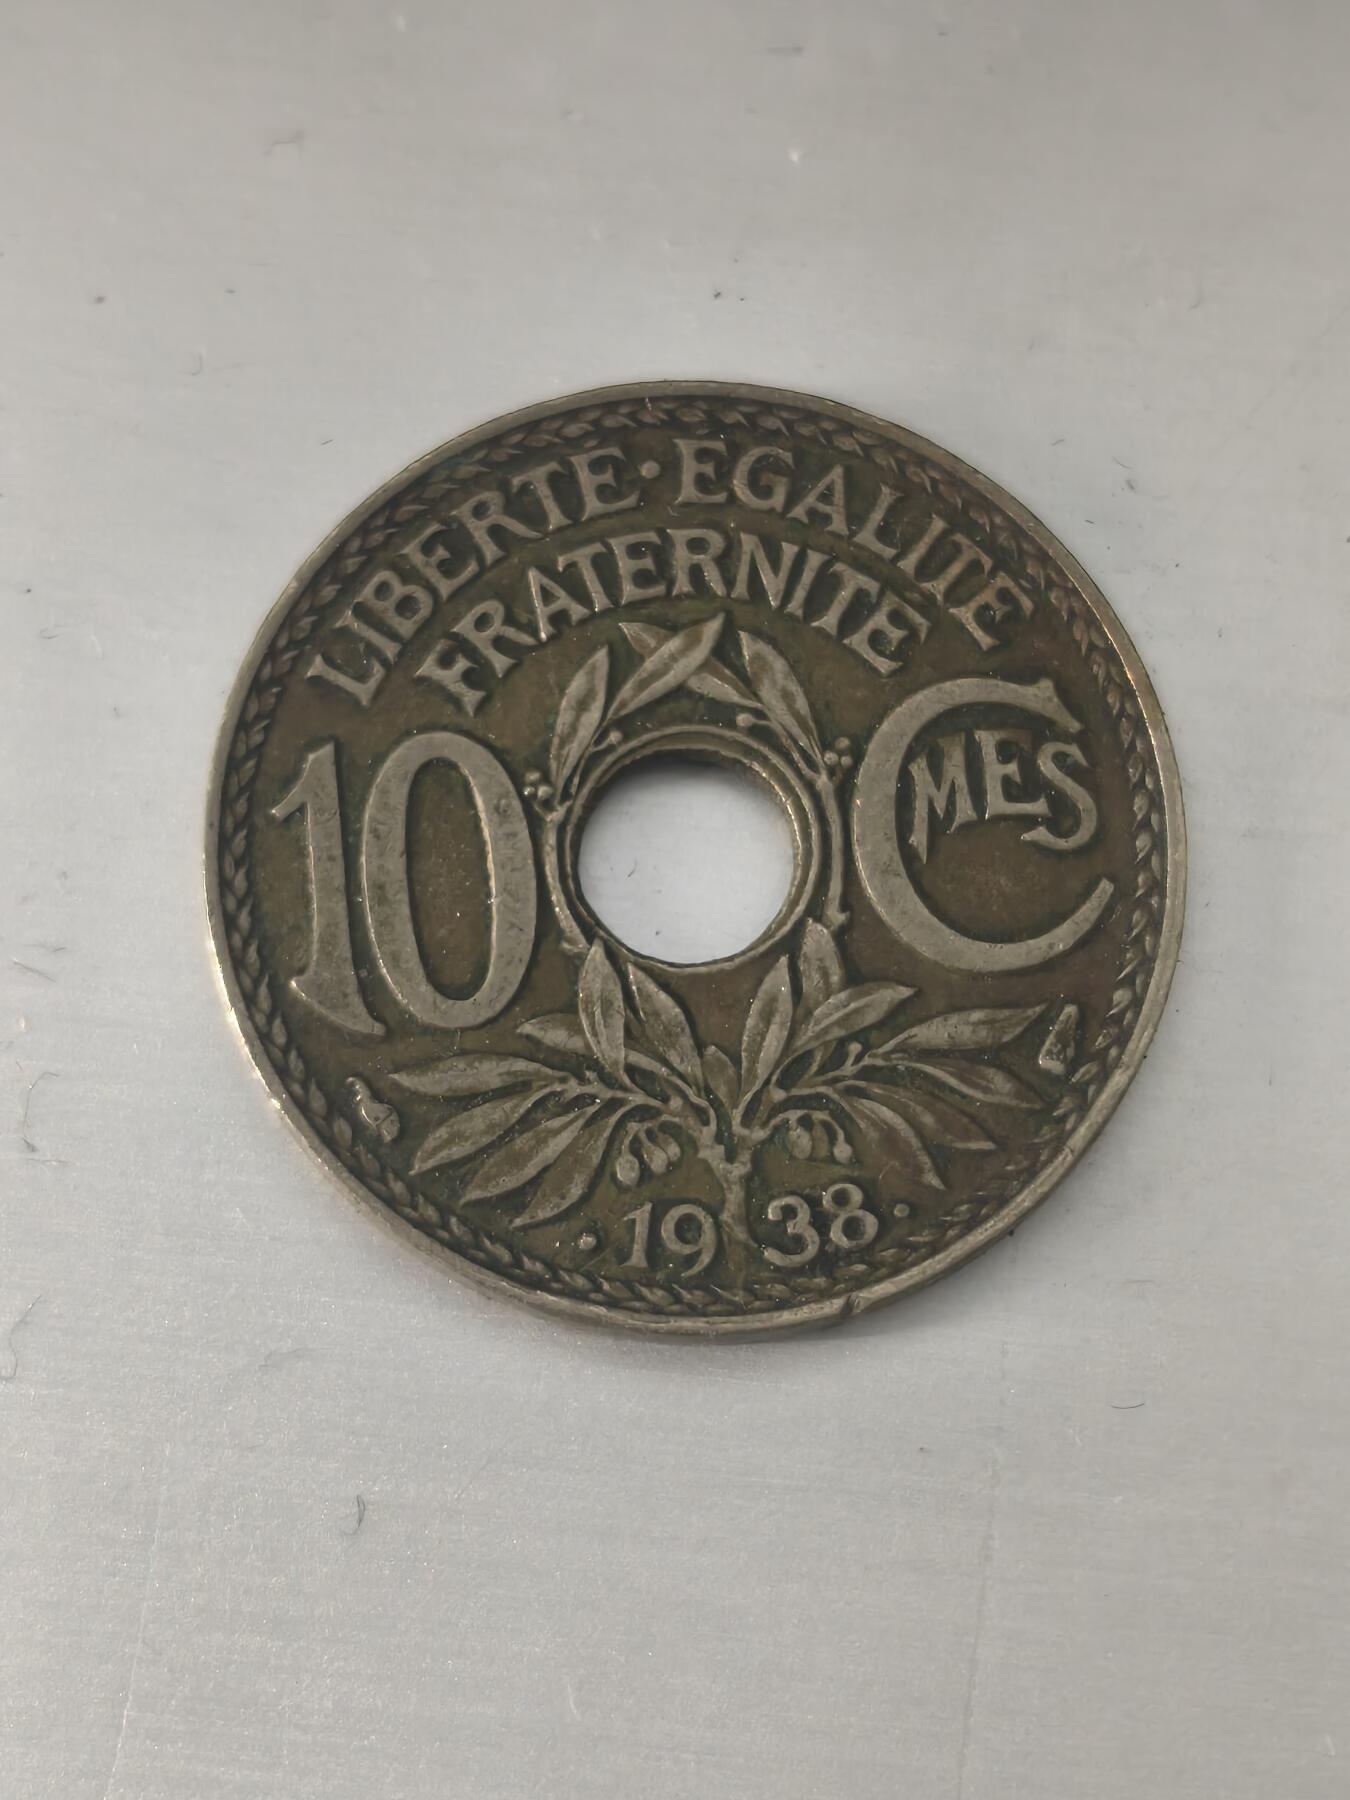 LIBERTE·EGALITE
FRATERNITE
10 CMES
·1938·